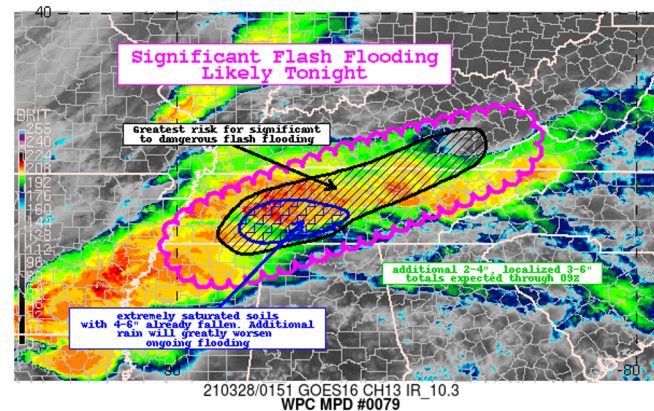 40
Significant Flash Flooding
Likely Tonight
Greatest risk for significant
to dangerous flash flooding
BRIT
255
240
224
208
192
176
160
144
128
112
96
additional 2-4", localized 3-6"
totals expected through 09Z
extremely saturated soils
with 4-6" already fallen. Additional
rain will greatly worsen
ongoing flooding
-80
210328/0151 GOES16 CH13 IR_10.3
WPC MPD #0079